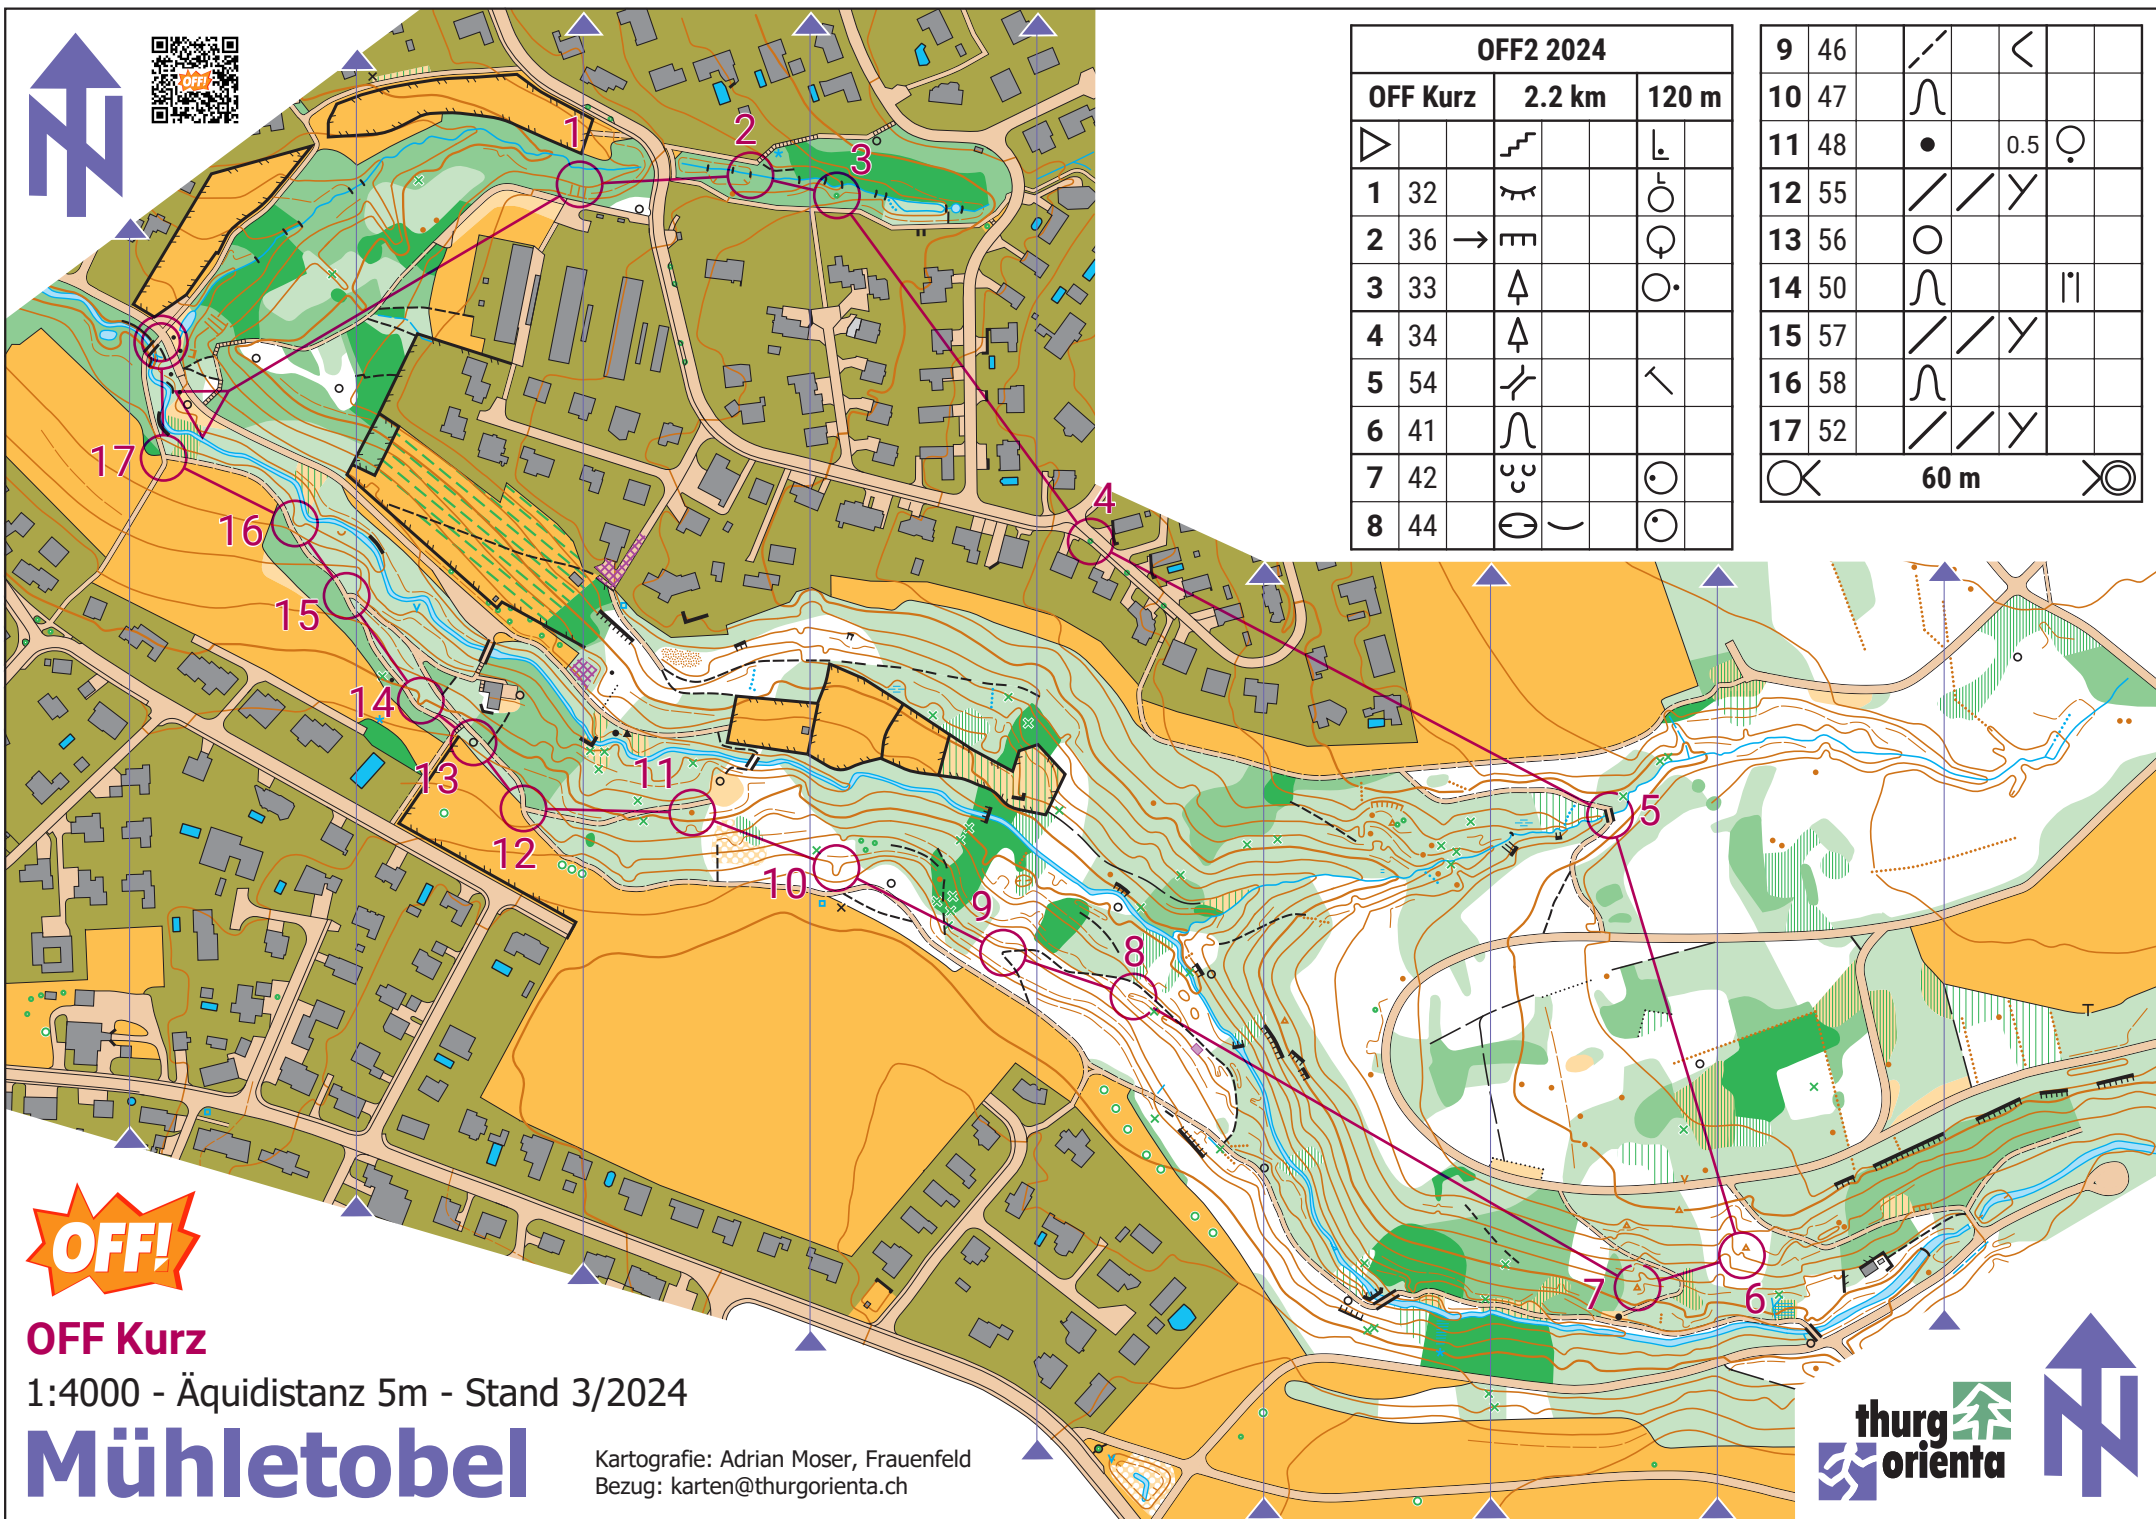 OFF!
OFF2 2024
OFF Kurz 2.2 km 120 m
1 32
2 36
3 33
4 34
5 54
6 41
7 42
8 44
9 46
10 47
11 48 0.5
12 55
13 56
14 50
15 57
16 58
17 52
60 m
1
2
3
4
5
6
7
8
9
10
11
12
13
14
15
16
17
OFF!
OFF Kurz
1:4000 - Äquidistanz 5m - Stand 3/2024
Mühletobel
Kartografie: Adrian Moser, Frauenfeld
Bezug: karten@thurgorienta.ch
thurg
orienta